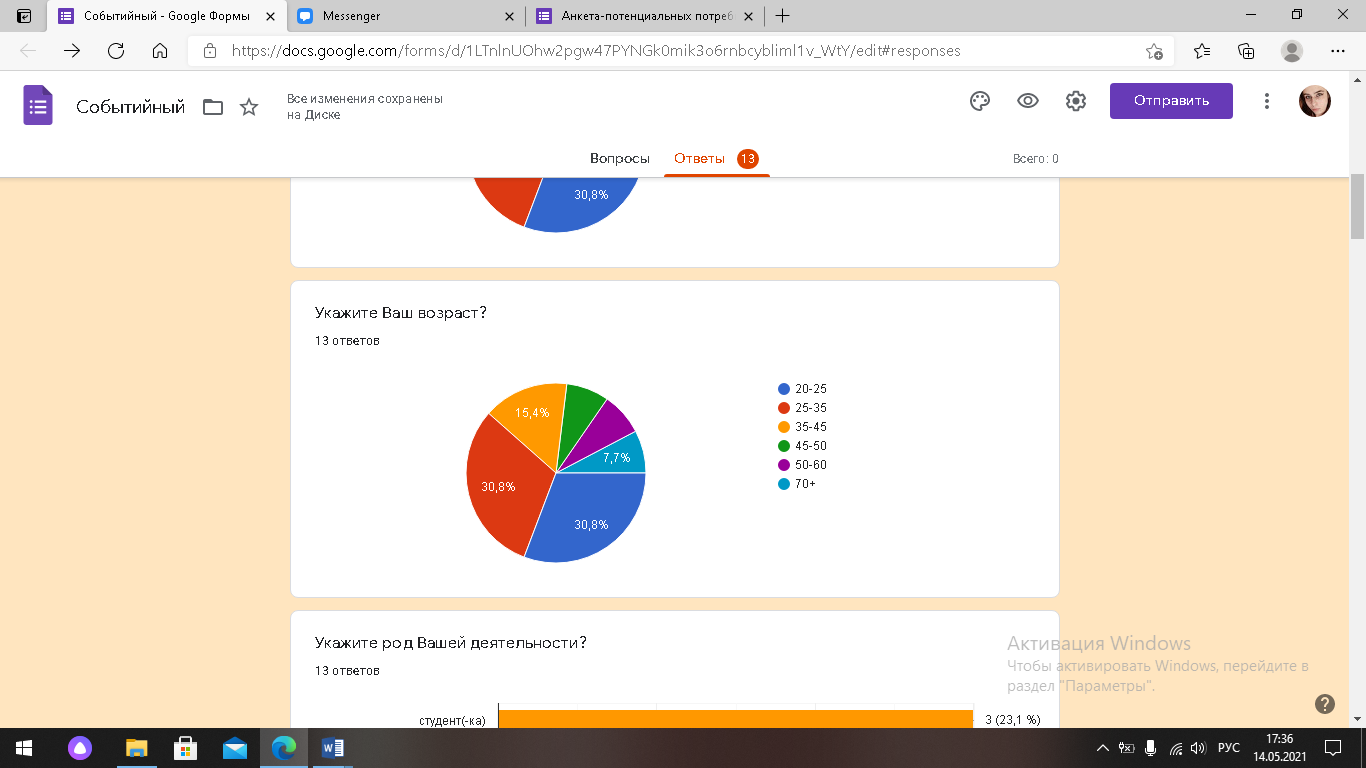 Событийный - Google Формы
Messenger
Анкета-потенциальных потреб
https://docs.google.com/forms/d/1LTnlnUOhw2pgw47PYNGk0mik3o6rnbcybliml1v_WtY/edit#responses
Событийный
Все изменения сохранены
на Диске
Отправить
Вопросы
Ответы 13
Всего: 0
30,8%
Укажите Ваш возраст?
13 ответов
15,4%
7,7%
30,8%
30,8%
20-25
25-35
35-45
45-50
50-60
70+
Укажите род Вашей деятельности?
13 ответов
студент(-ка)
3 (23,1 %)
Активация Windows
Чтобы активировать Windows, перейдите в
раздел "Параметры".
РУС
17:36
14.05.2021